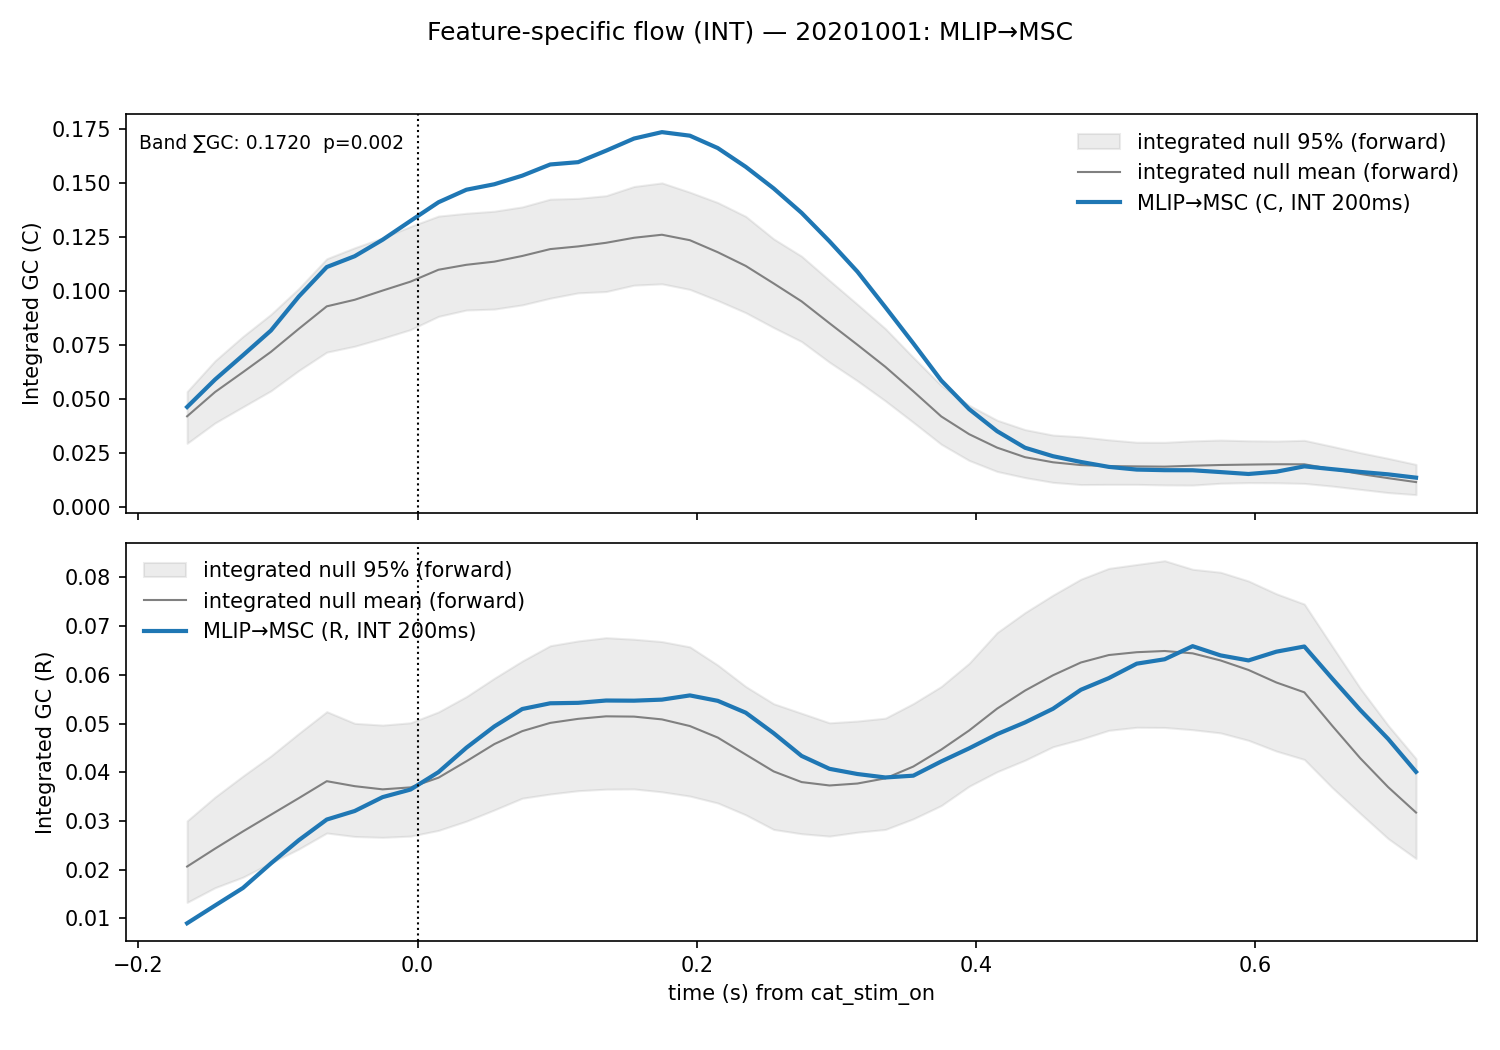 Feature-specific flow (INT) — 20201001: MLIP→MSC
Band ∑GC: 0.1720  p=0.002
integrated null 95% (forward)
integrated null mean (forward)
MLIP→MSC (C, INT 200ms)
Integrated GC (C)
0.175
0.150
0.125
0.100
0.075
0.050
0.025
0.000
integrated null 95% (forward)
integrated null mean (forward)
MLIP→MSC (R, INT 200ms)
Integrated GC (R)
0.08
0.07
0.06
0.05
0.04
0.03
0.02
0.01
−0.2 0.0 0.2 0.4 0.6
time (s) from cat_stim_on